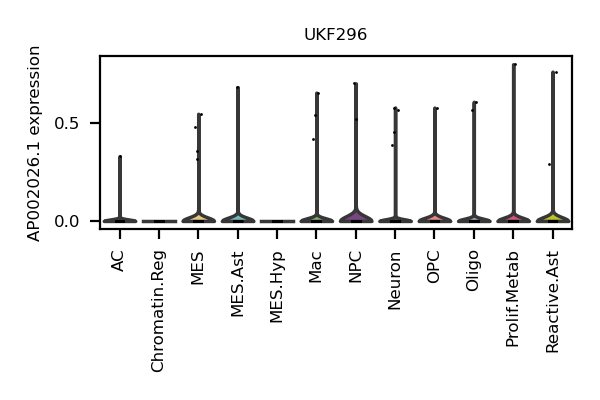 UKF296
AP002026.1 expression
0.5
0.0
AC
Chromatin.Reg
MES
MES.Ast
MES.Hyp
Mac
NPC
Neuron
OPC
Oligo
Prolif.Metab
Reactive.Ast